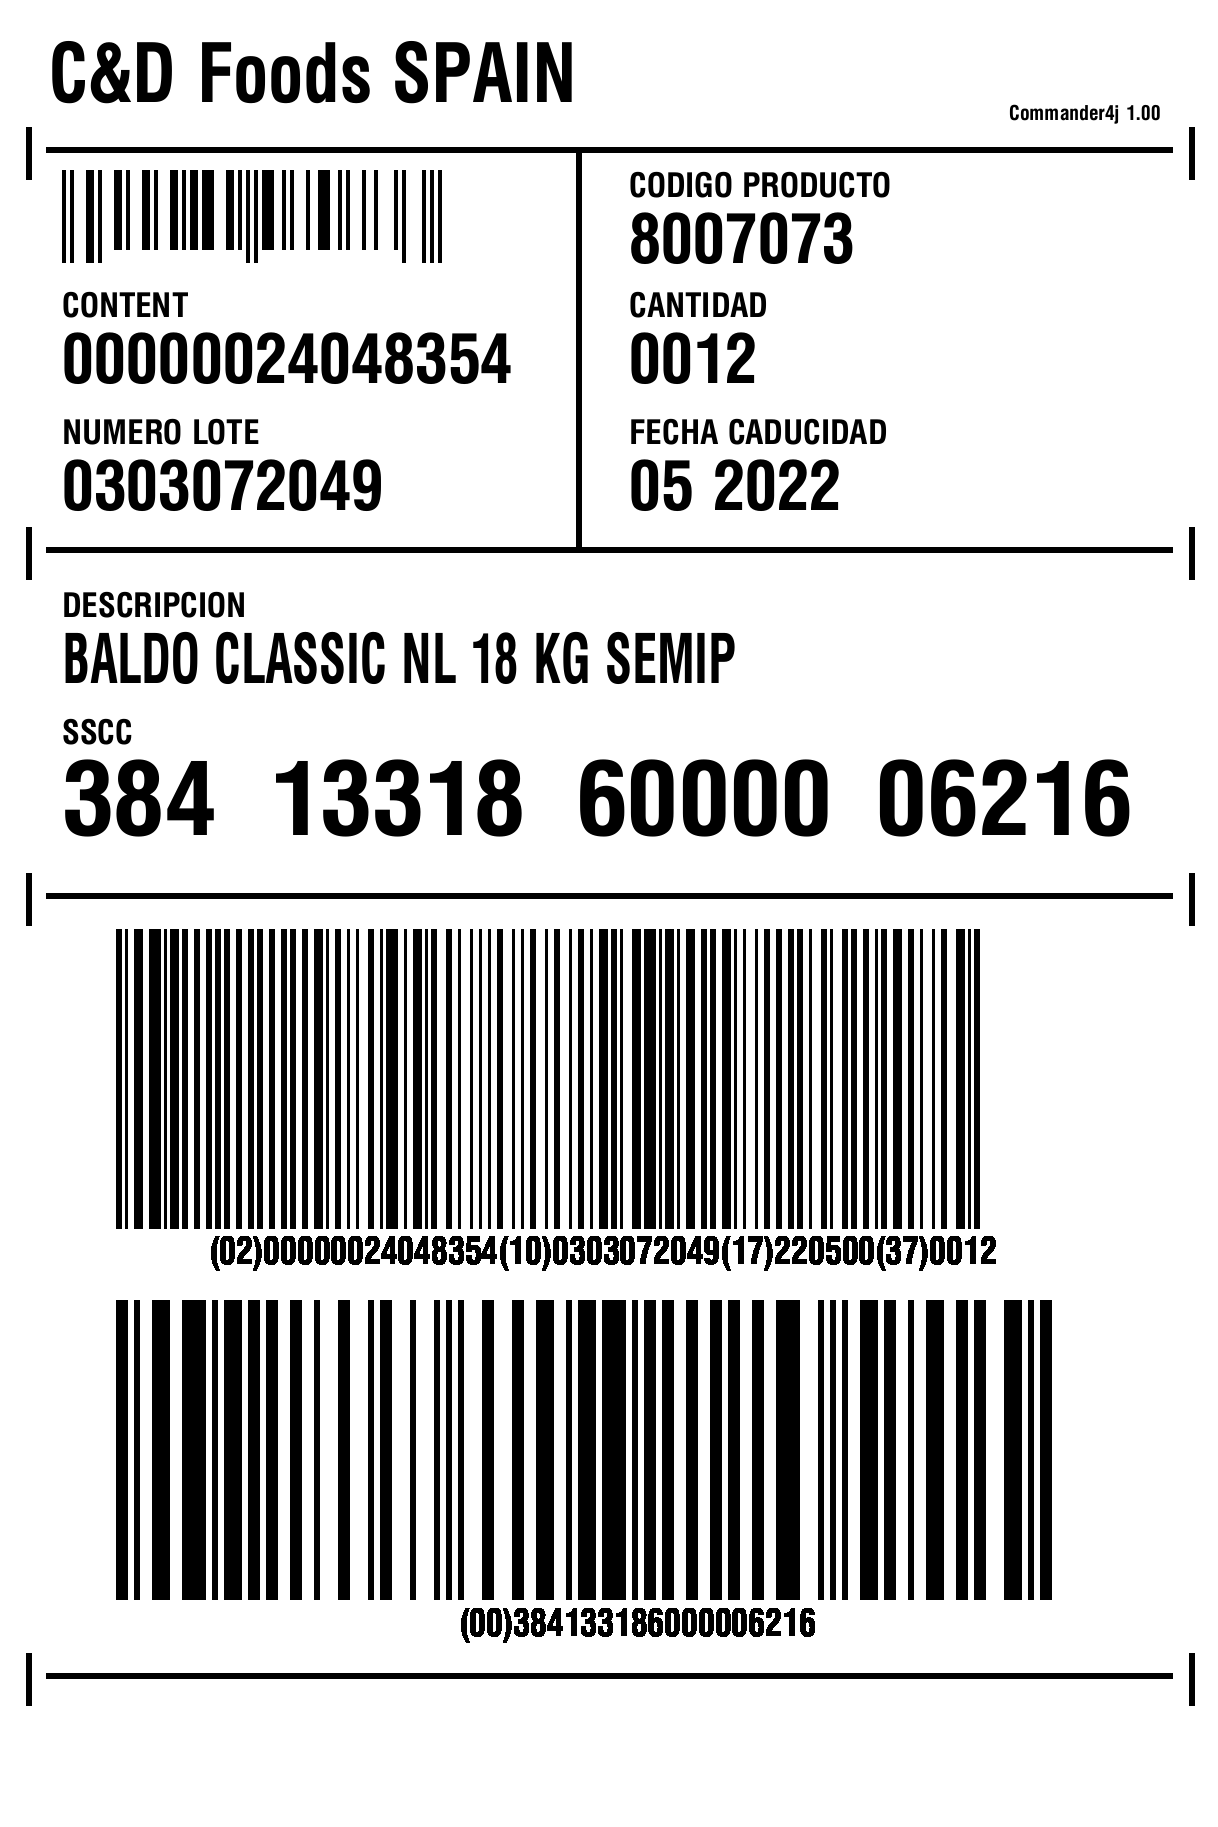 C&D Foods SPAIN
Commander4j 1.00
CODIGO PRODUCTO
8007073
CONTENT
00000024048354
CANTIDAD
0012
NUMERO LOTE
0303072049
FECHA CADUCIDAD
05 2022
DESCRIPCION
BALDO CLASSIC NL 18 KG SEMIP
SSCC
384 13318 60000 06216
(02)00000024048354(10)0303072049(17)220500(37)0012
(00)384133186000006216